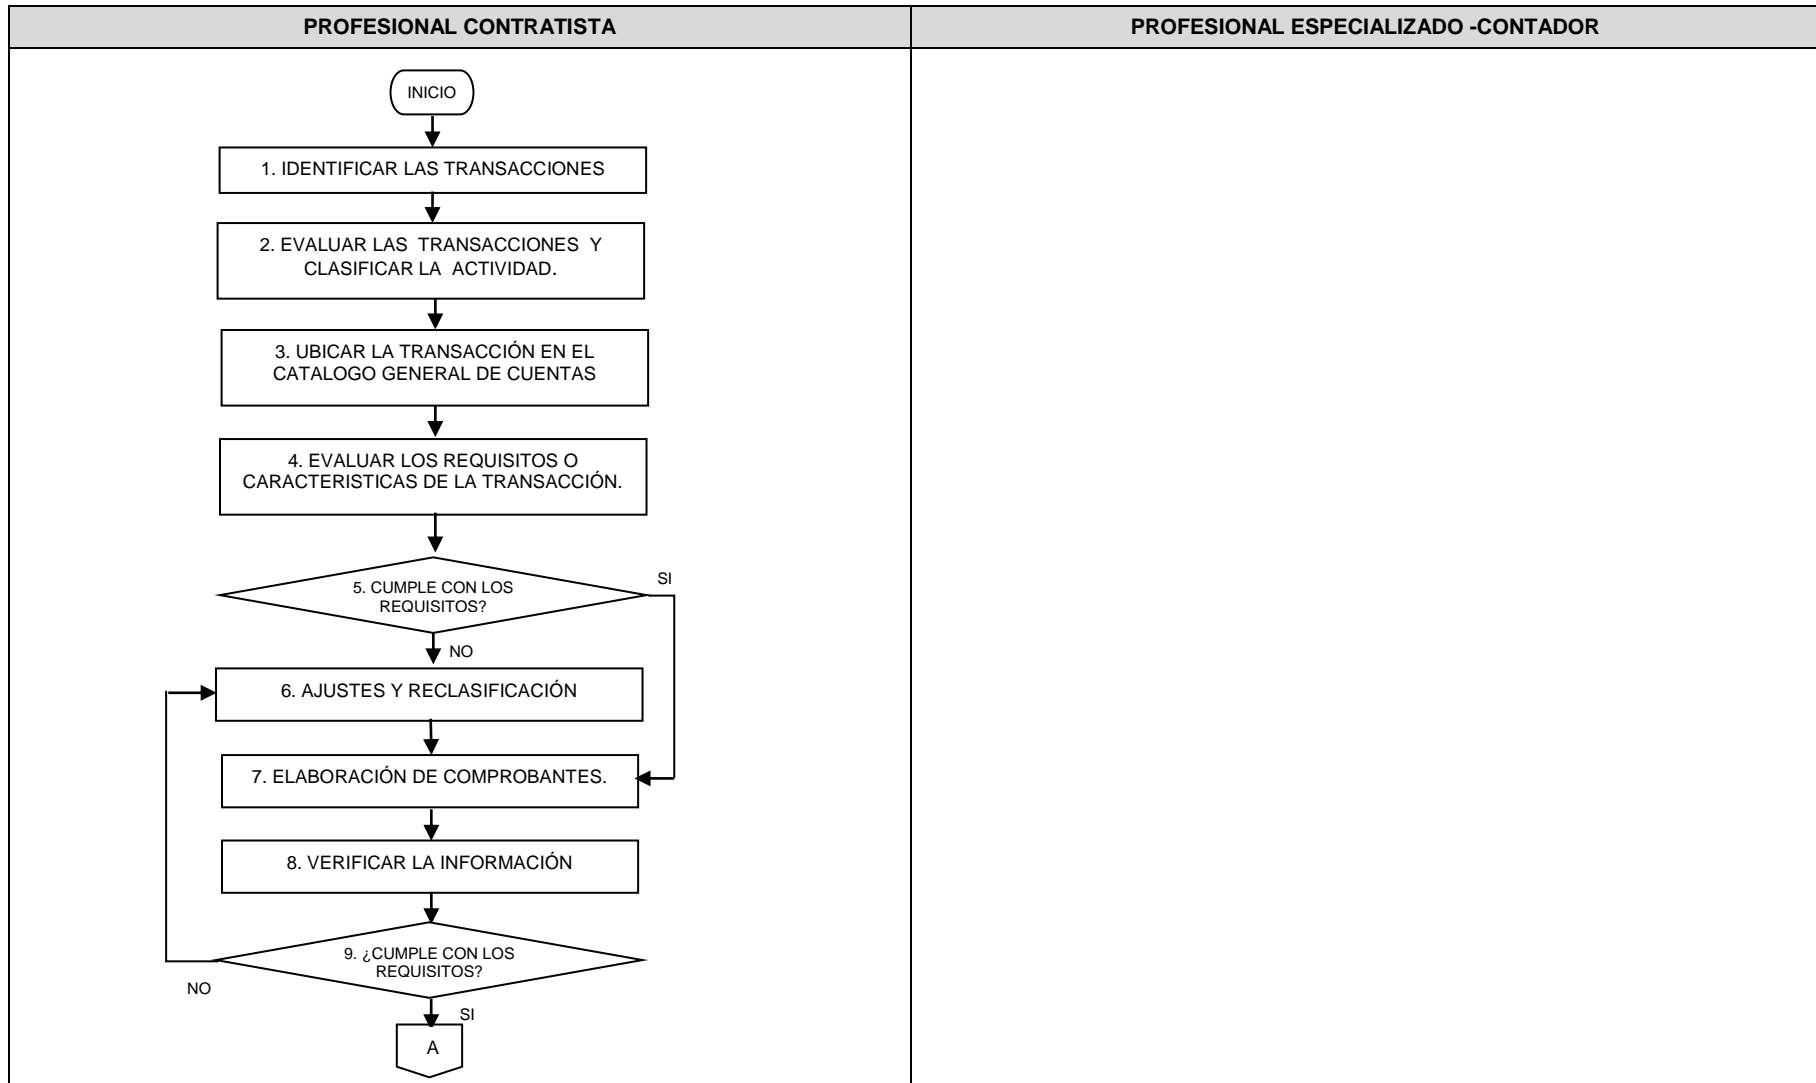 PROFESIONAL CONTRATISTA
PROFESIONAL ESPECIALIZADO -CONTADOR
INICIO
1. IDENTIFICAR LAS TRANSACCIONES
2. EVALUAR LAS TRANSACCIONES Y
CLASIFICAR LA ACTIVIDAD.
3. UBICAR LA TRANSACCIÓN EN EL
CATALOGO GENERAL DE CUENTAS
4. EVALUAR LOS REQUISITOS O
CARACTERISTICAS DE LA TRANSACCIÓN.
5. CUMPLE CON LOS
REQUISITOS?
SI
NO
6. AJUSTES Y RECLASIFICACIÓN
7. ELABORACIÓN DE COMPROBANTES.
8. VERIFICAR LA INFORMACIÓN
9. ¿CUMPLE CON LOS
REQUISITOS?
NO
SI
A